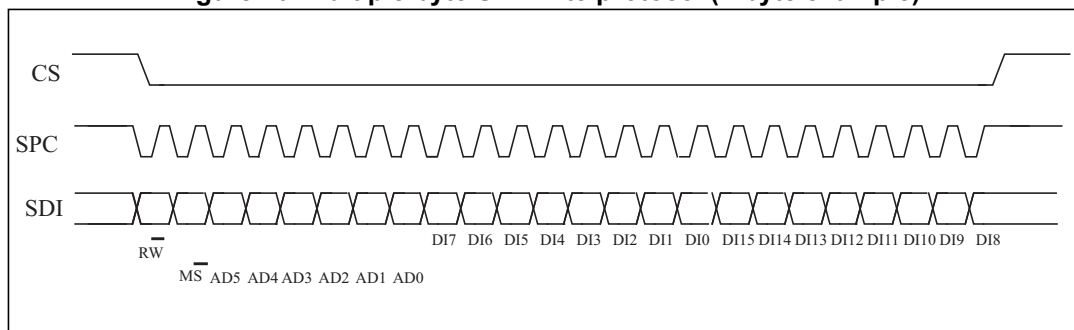 CS
SPC
SDI
DI7 DI6 DI5 DI4 DI3 DI2 DI1 DI0 DI15 DI14 DI13 DI12 DI11 DI10 DI9 DI8
RW
MS AD5 AD4 AD3 AD2 AD1 AD0